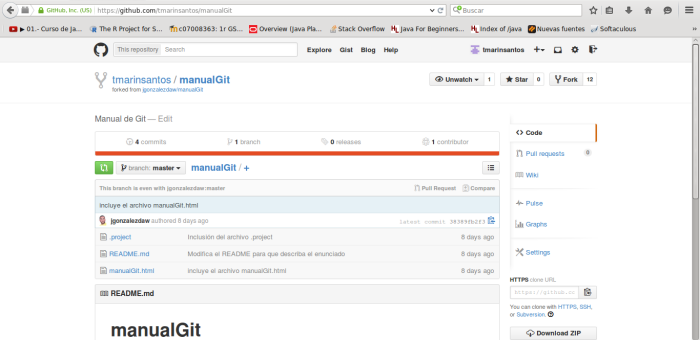 GitHub, Inc. (US) https://github.com/tmarinsantos/manualGit Buscar
01.- Curso de Ja... The R Project for S... c07008363: 1r GS... Overview (Java Pla... Stack Overflow Java For Beginners... Index of /java Nuevas fuentes Softaculous
This repository Search Explore Gist Blog Help tmarinsantos
tmarinsantos / manualGit Unwatch 1 Star 0 Fork 12
forked from jgonzalezdaw/manualGit
Manual de Git — Edit
4 commits 1 branch 0 releases 1 contributor
branch: master manualGit / +
This branch is even with jgonzalezdaw:master Pull Request Compare
incluye el archivo manualGit.html
jgonzalezdaw authored 8 days ago latest commit
.project Inclusión del archivo .project 8 days ago
README.md Modifica el README para que describa el enunciado 8 days ago
manualGit.html incluye el archivo manualGit.html 8 days ago
README.md
manualGit
Code
Pull requests 0
Wiki
Pulse
Graphs
Settings
HTTPS clone URL
https://github.
You can clone with HTTPS, SSH,
or Subversion.
Download ZIP